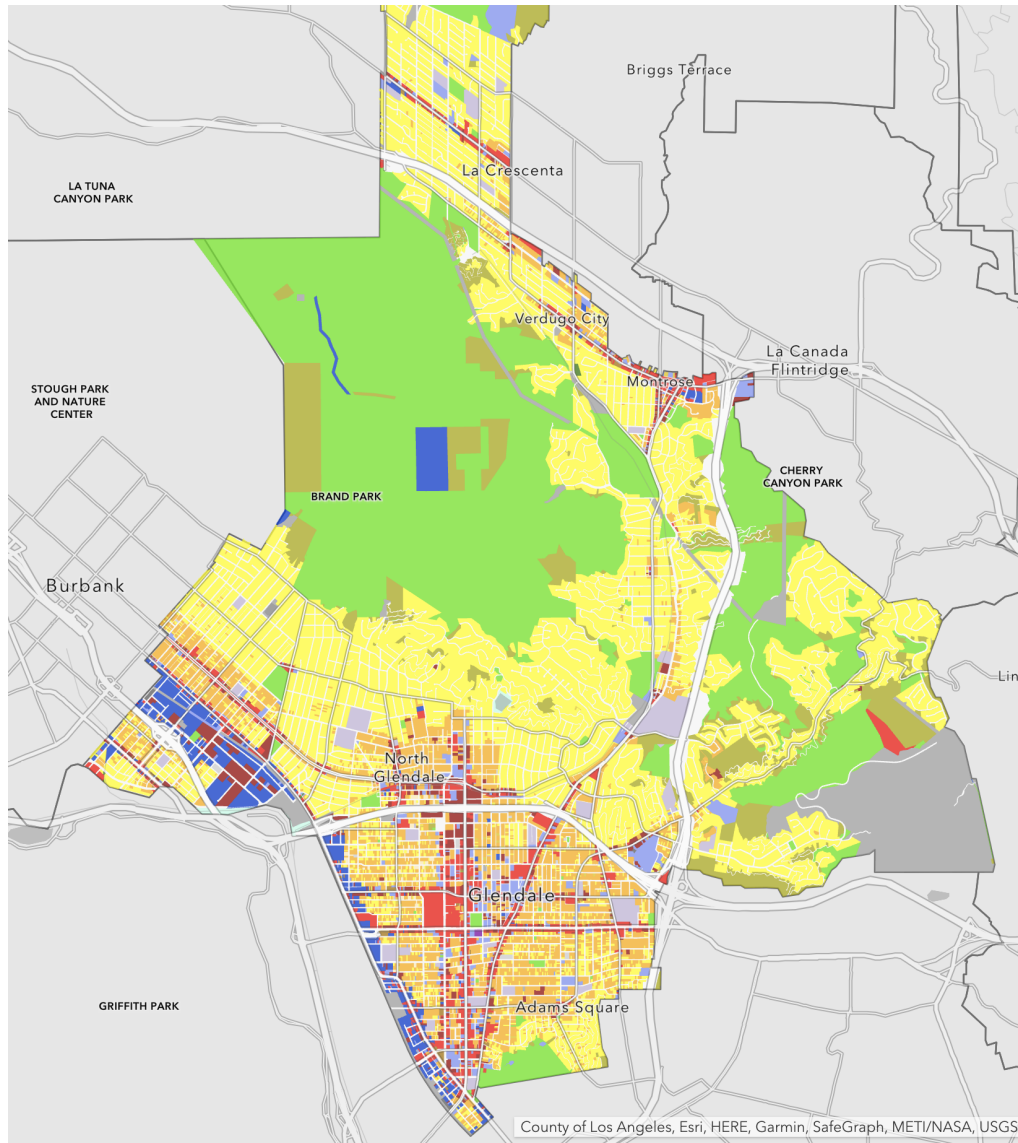 Briggs Terrace
La Crescenta
LA TUNA
CANYON PARK
Verdugo City
La Canada
Flintridge
Montrose
STOUGH PARK
AND NATURE
CENTER
CHERRY
CANYON PARK
BRAND PARK
Burbank
Lin
North
Glendale
Glendale
GRIFFITH PARK
Adams Square
County of Los Angeles, Esri, HERE, Garmin, SafeGraph, METI/NASA, USGS